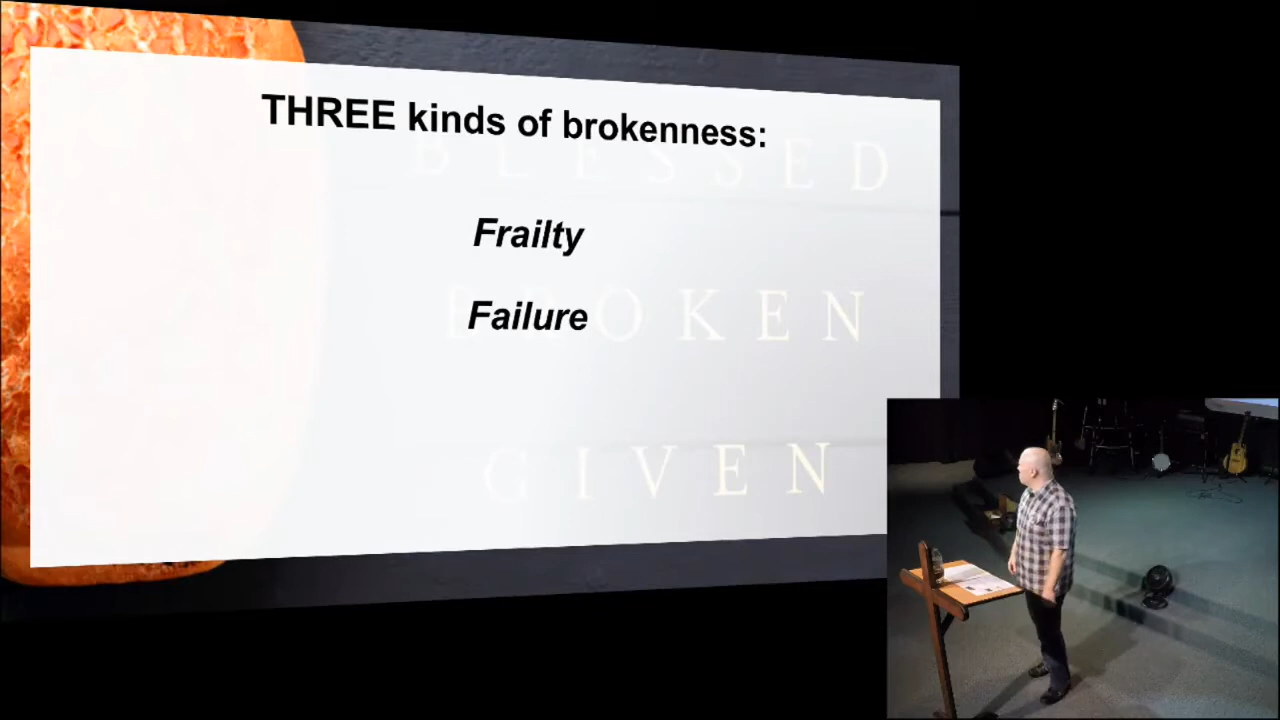 THREE kinds of brokenness:
BLESSED
Frailty
BROKEN
Failure
GIVEN